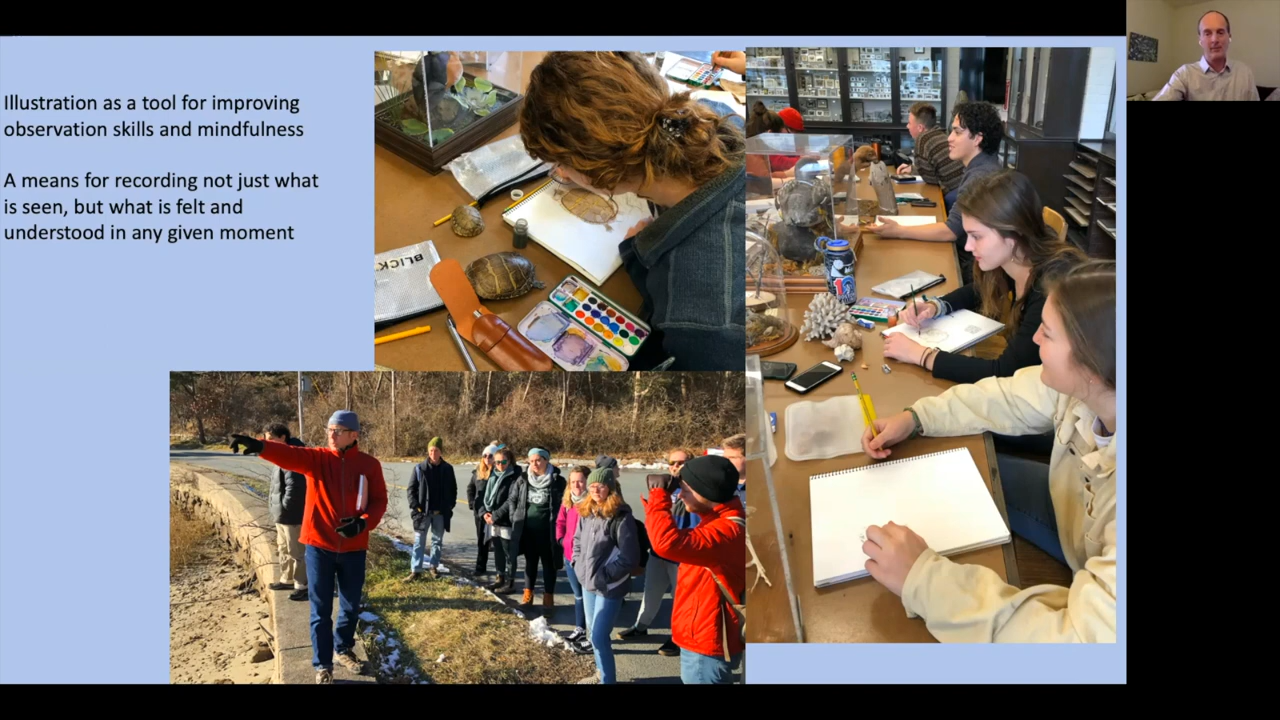 Illustration as a tool for improving
observation skills and mindfulness
A means for recording not just what
is seen, but what is felt and
understood in any given moment
BLICK